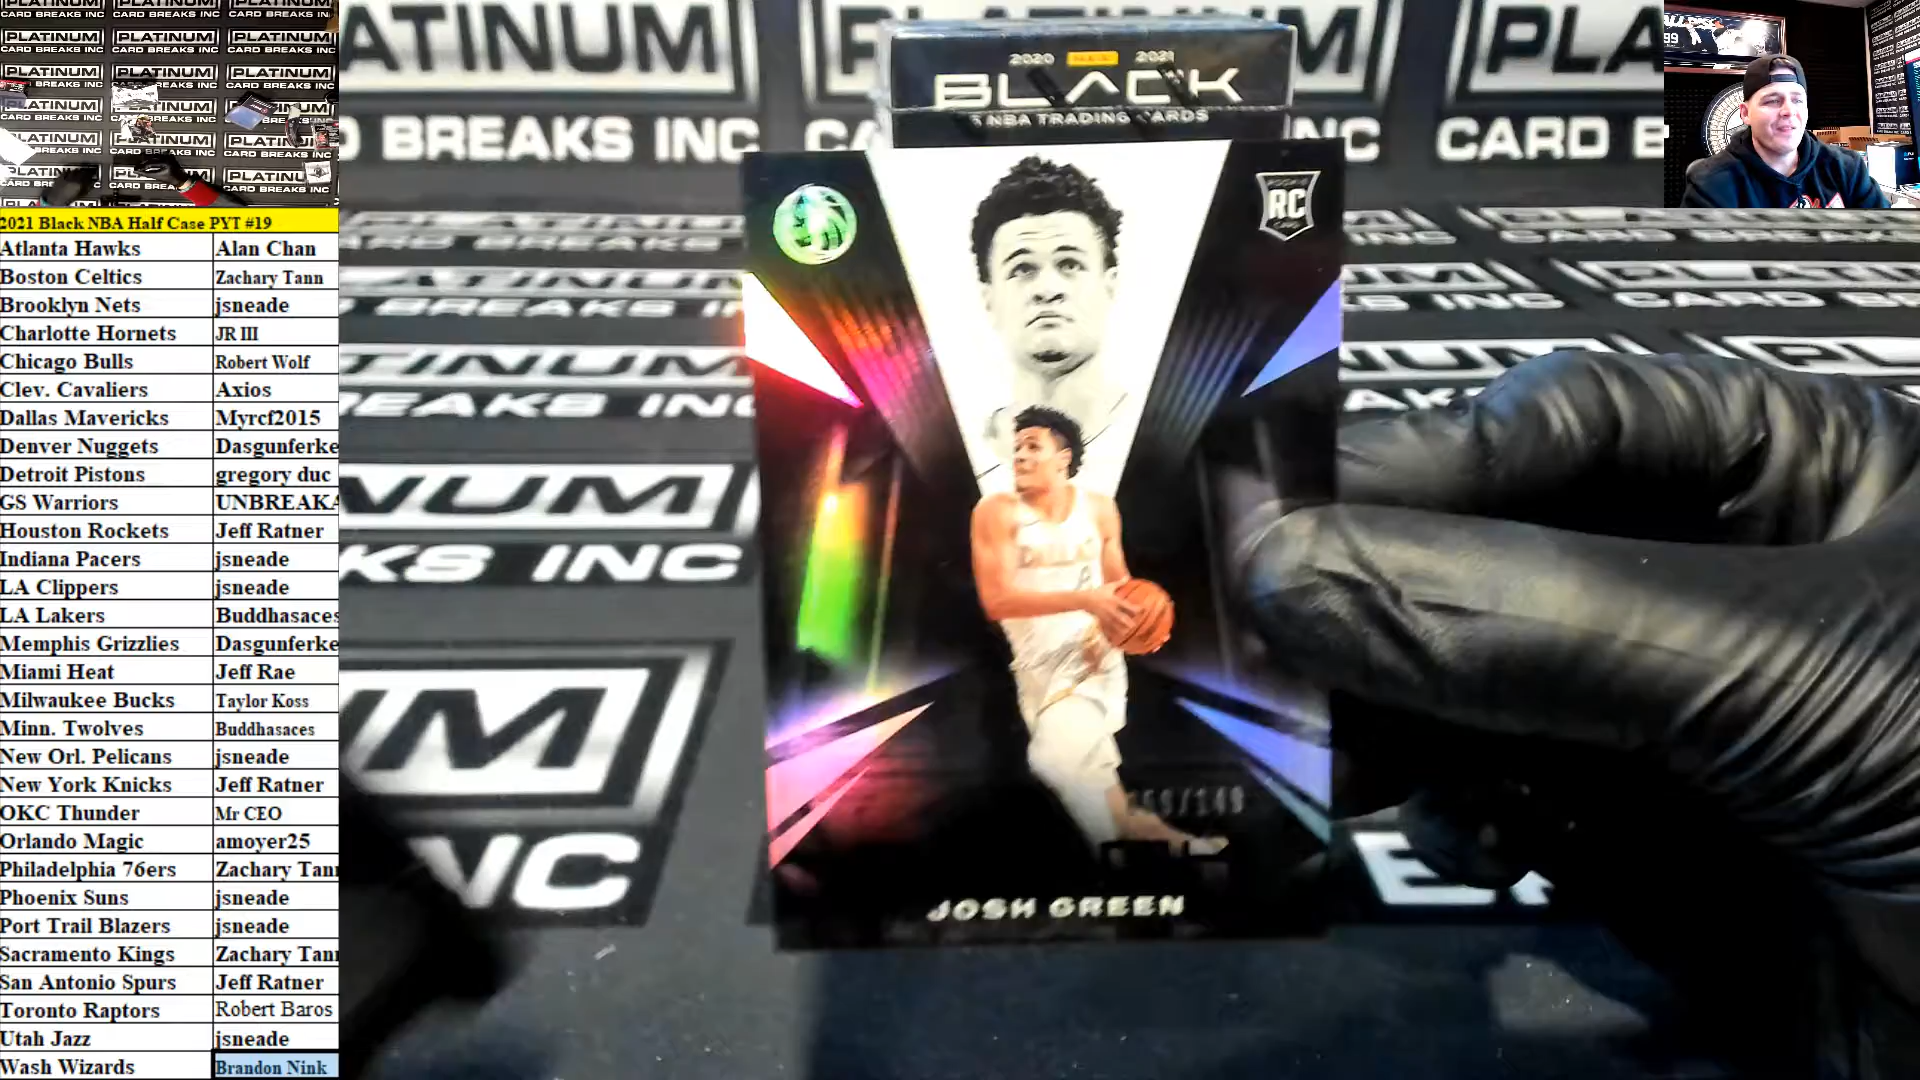 2021 Black NBA Half Case PYT #19
Atlanta Hawks Alan Chan
Boston Celtics Zachary Tann
Brooklyn Nets jsneade
Charlotte Hornets JR III
Chicago Bulls Robert Wolf
Clev. Cavaliers Axios
Dallas Mavericks Myrcf2015
Denver Nuggets Dasgunferke
Detroit Pistons gregory duc
GS Warriors UNBREAKA
Houston Rockets Jeff Ratner
Indiana Pacers jsneade
LA Clippers jsneade
LA Lakers Buddhasaces
Memphis Grizzlies Dasgunferke
Miami Heat Jeff Rae
Milwaukee Bucks Taylor Koss
Minn. Twolves Buddhasaces
New Orl. Pelicans jsneade
New York Knicks Jeff Ratner
OKC Thunder Mr CEO
Orlando Magic amoyer25
Philadelphia 76ers Zachary Tann
Phoenix Suns jsneade
Port Trail Blazers jsneade
Sacramento Kings Zachary Tann
San Antonio Spurs Jeff Ratner
Toronto Raptors Robert Baros
Utah Jazz jsneade
Wash Wizards Brandon Nink
2020 PANINI 2021
BLACK
NBA TRADING CARDS
RC
JOSH GREEN
PLATINUM
CARD BREAKS INC